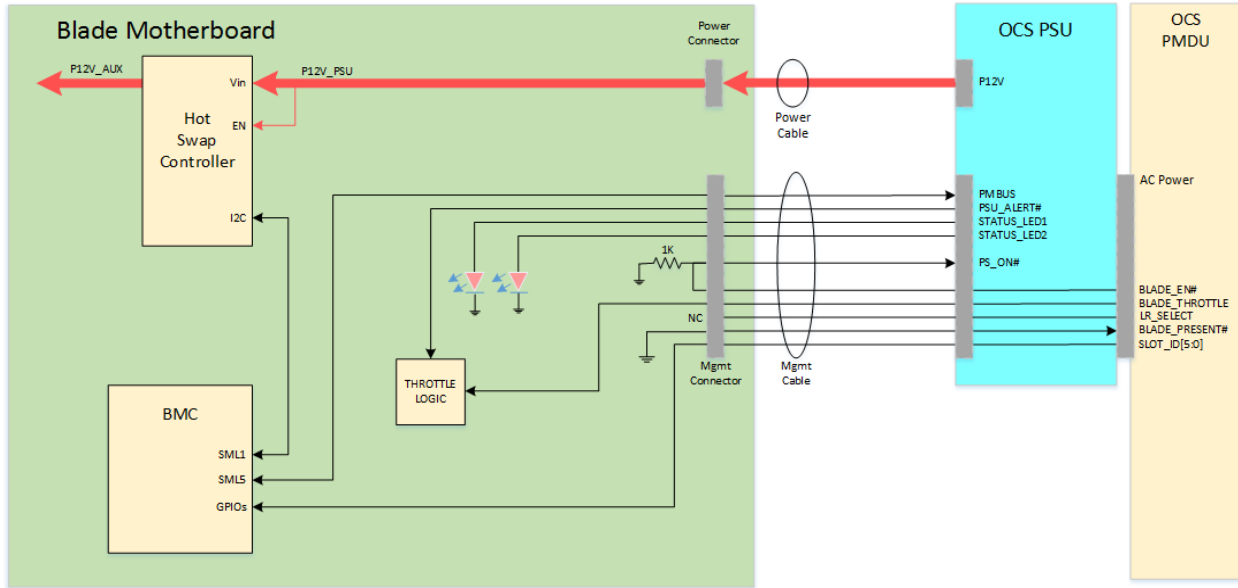 Blade Motherboard
Power
Connector
OCS PSU
OCS
PMDU
P12V_AUX
Vin
P12V_PSU
P12V
EN
Hot
Swap
Controller
Power
Cable
I2C
AC Power
PMBUS
PSU_ALERT#
STATUS_LED1
STATUS_LED2
1K
PS_ON#
BLADE_EN#
BLADE_THROTTLE
NC
LR_SELECT
BLADE_PRESENT#
SLOT_ID[5:0]
Mgmt
Connector
Mgmt
Cable
THROTTLE
LOGIC
BMC
SML1
SML5
GPIOs